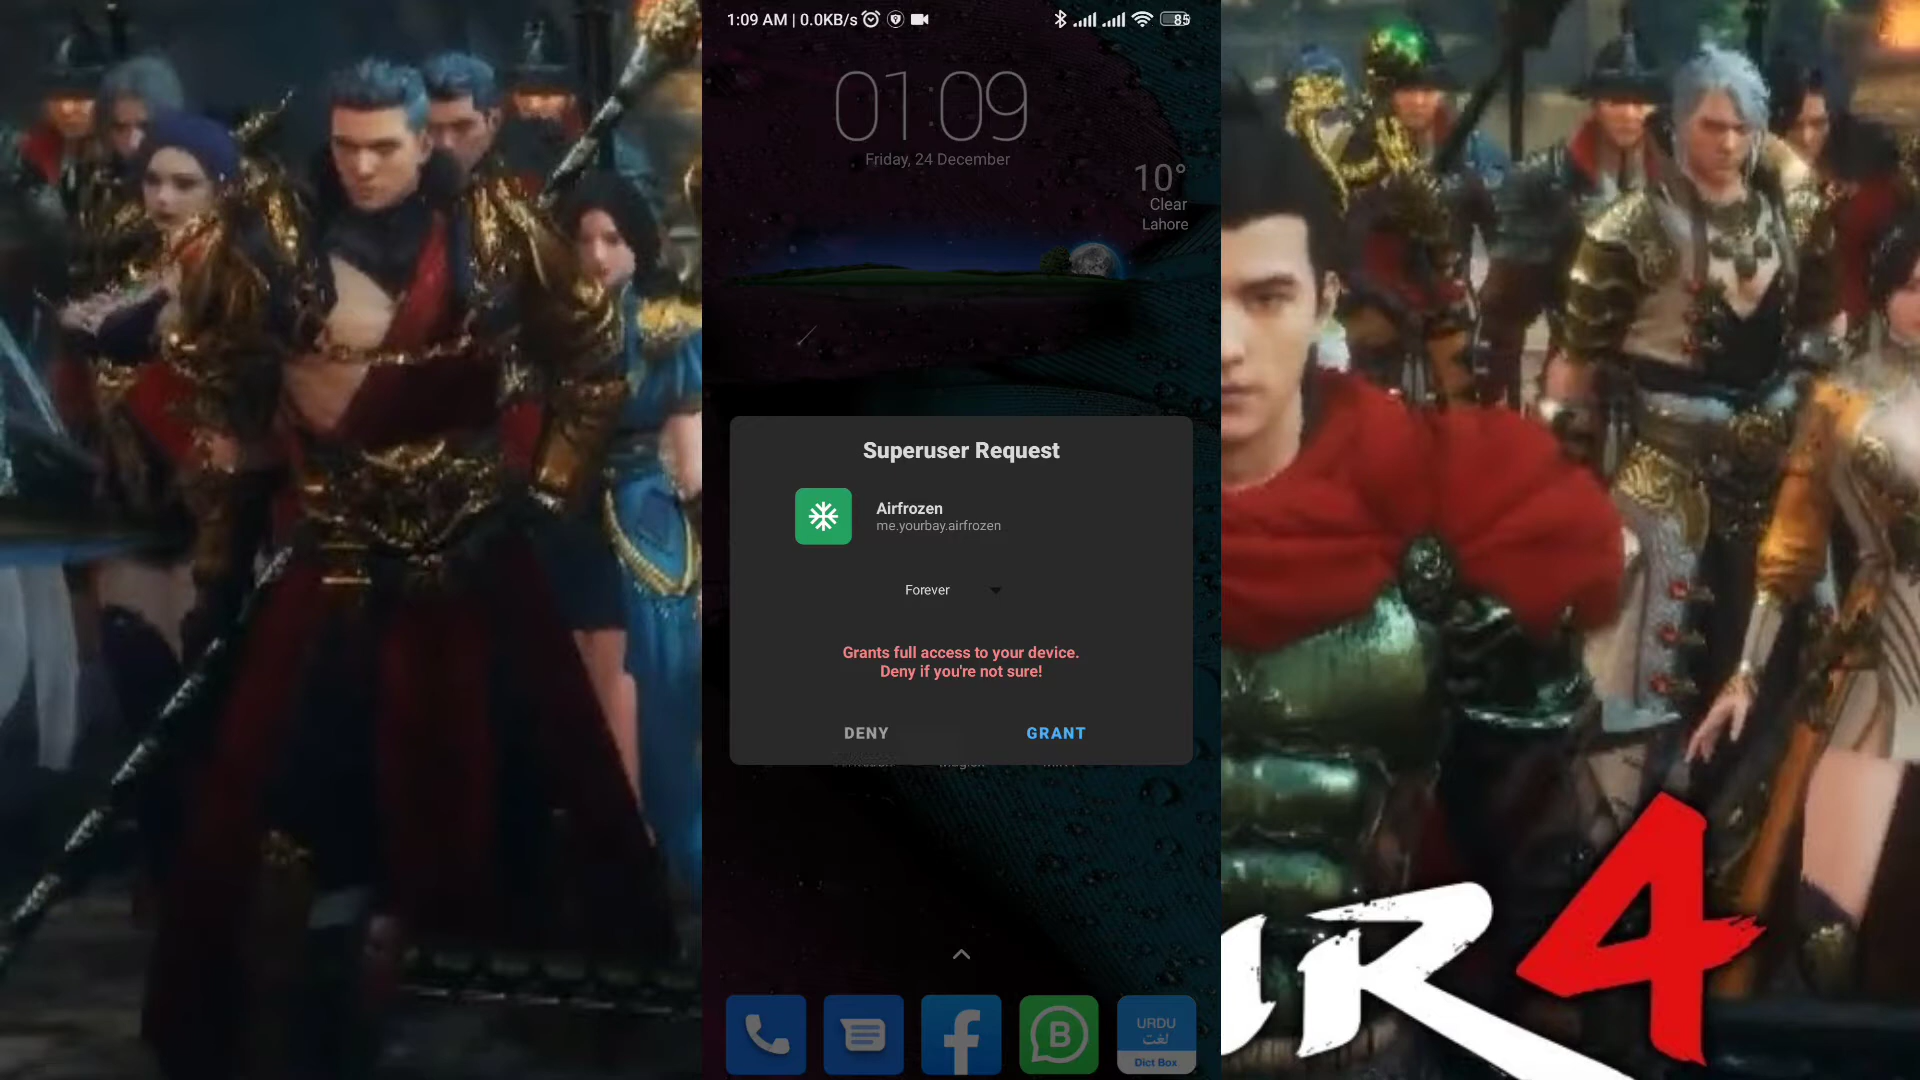 1:09 AM | 0.0KB/s
85
01:09
Friday, 24 December
10°
Clear
Lahore
Superuser Request
Airfrozen
me.yourbay.airfrozen
Forever
Grants full access to your device.
Deny if you're not sure!
DENY
GRANT
B
URDU
لغت
Dict Box
R4